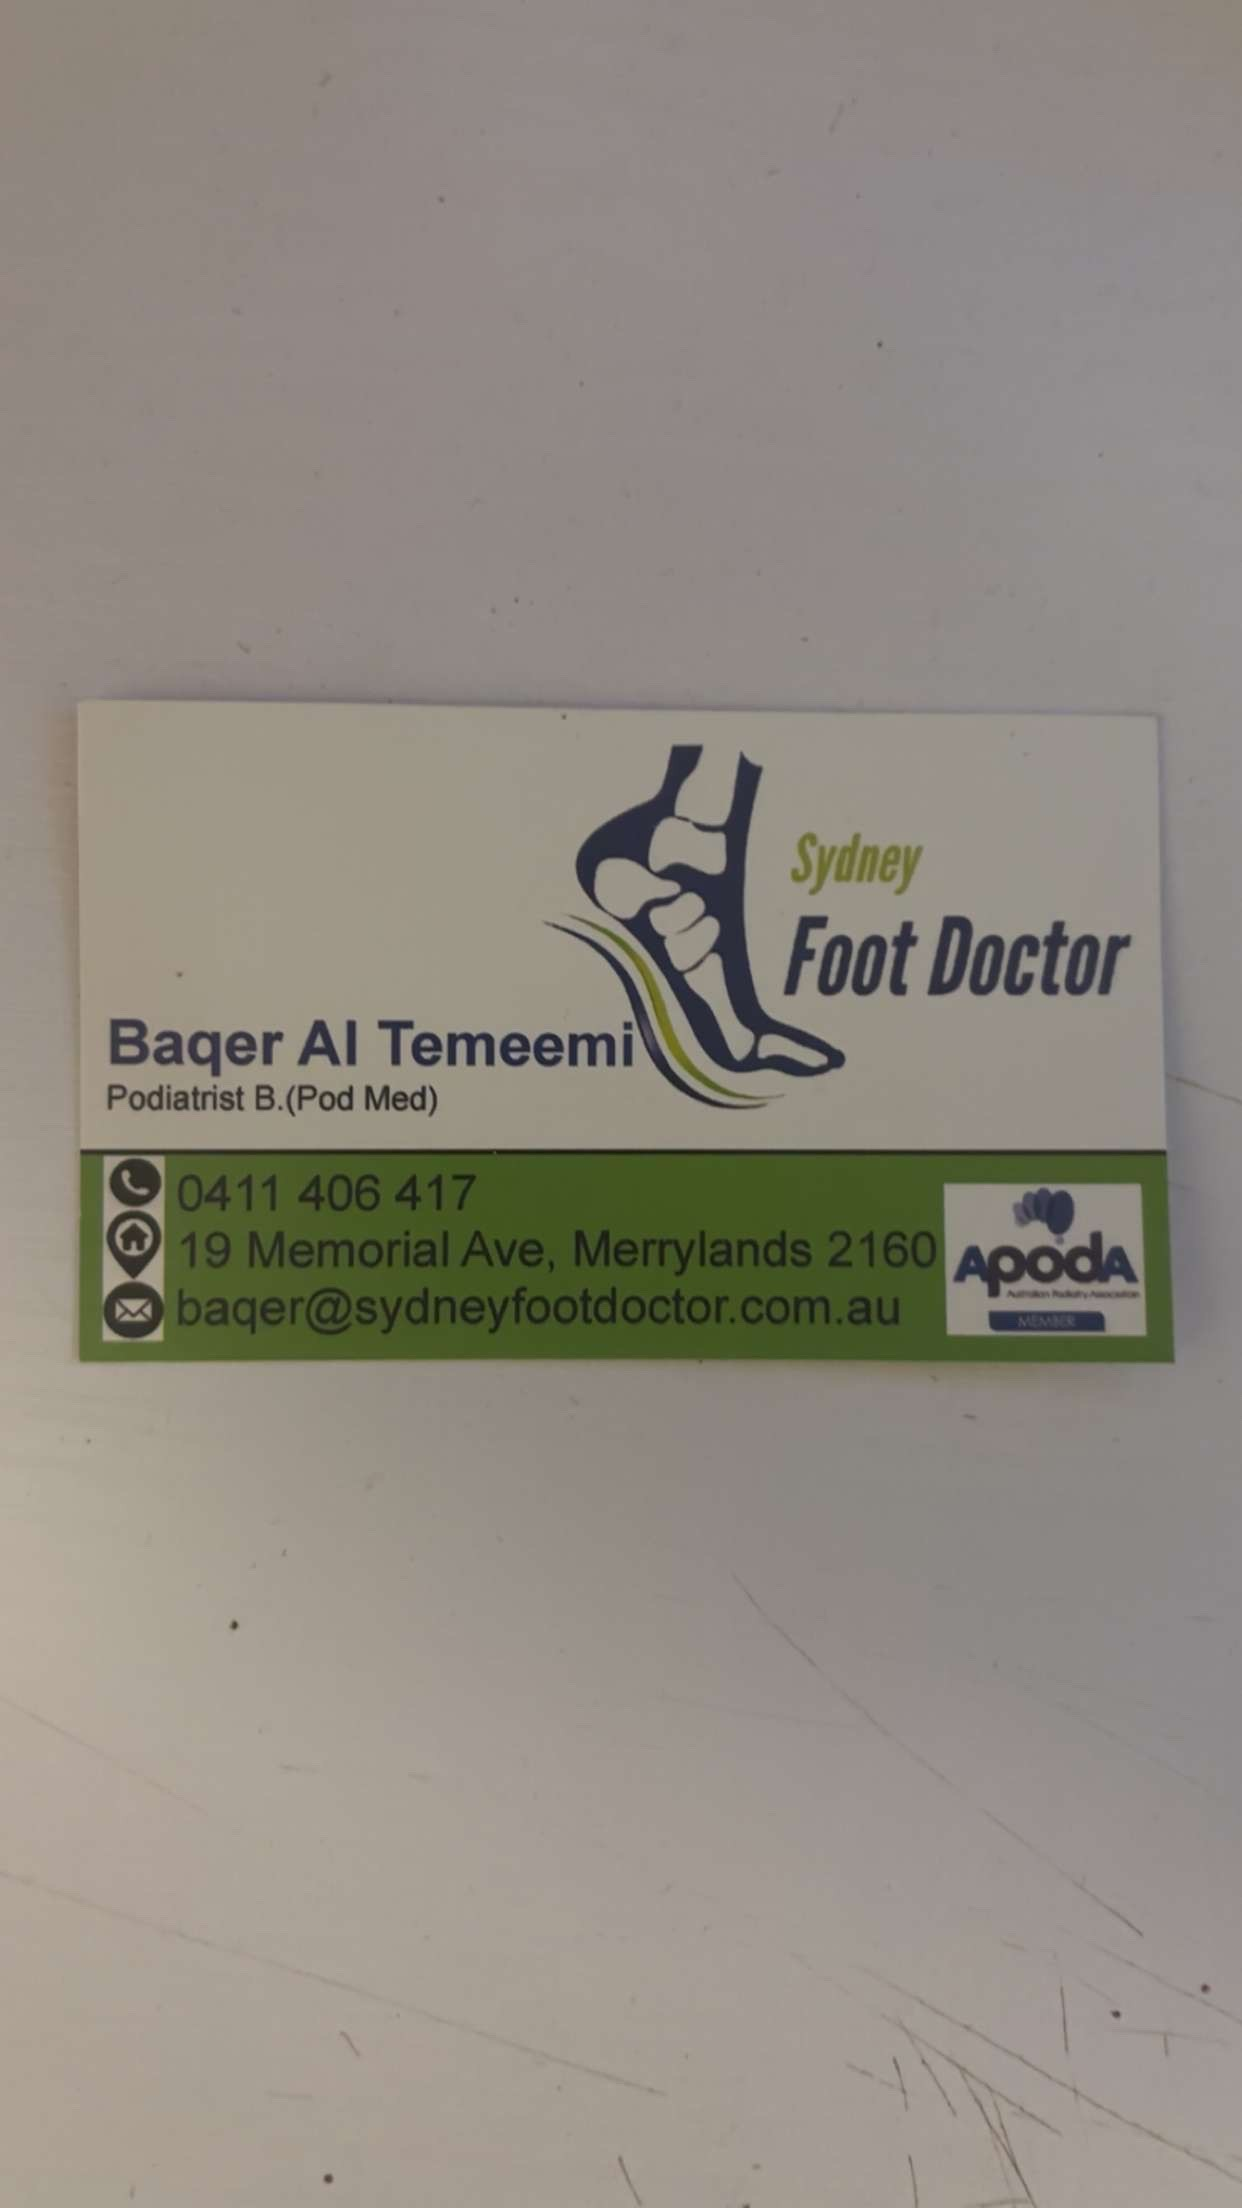 Sydney
Foot Doctor
Baqer Al Temeemi
Podiatrist B.(Pod Med)
0411 406 417
19 Memorial Ave, Merrylands 2160
baqer@sydneyfootdoctor.com.au
APodA
Australian Podiatry Association
MEMBER